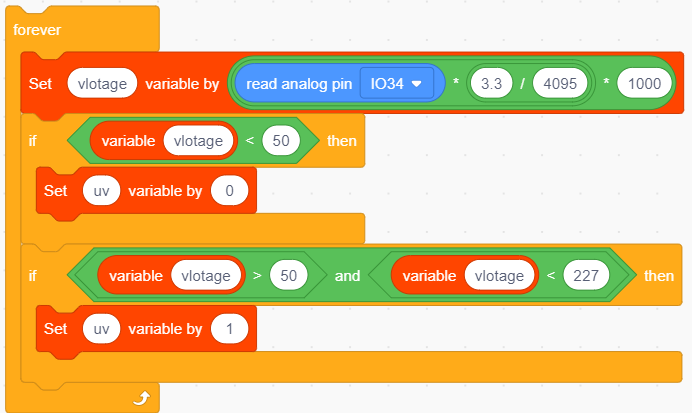 forever
Set vlotage variable by read analog pin IO34 * 3.3 / 4095 * 1000
if variable vlotage < 50 then
Set uv variable by 0
if variable vlotage > 50 and variable vlotage < 227 then
Set uv variable by 1